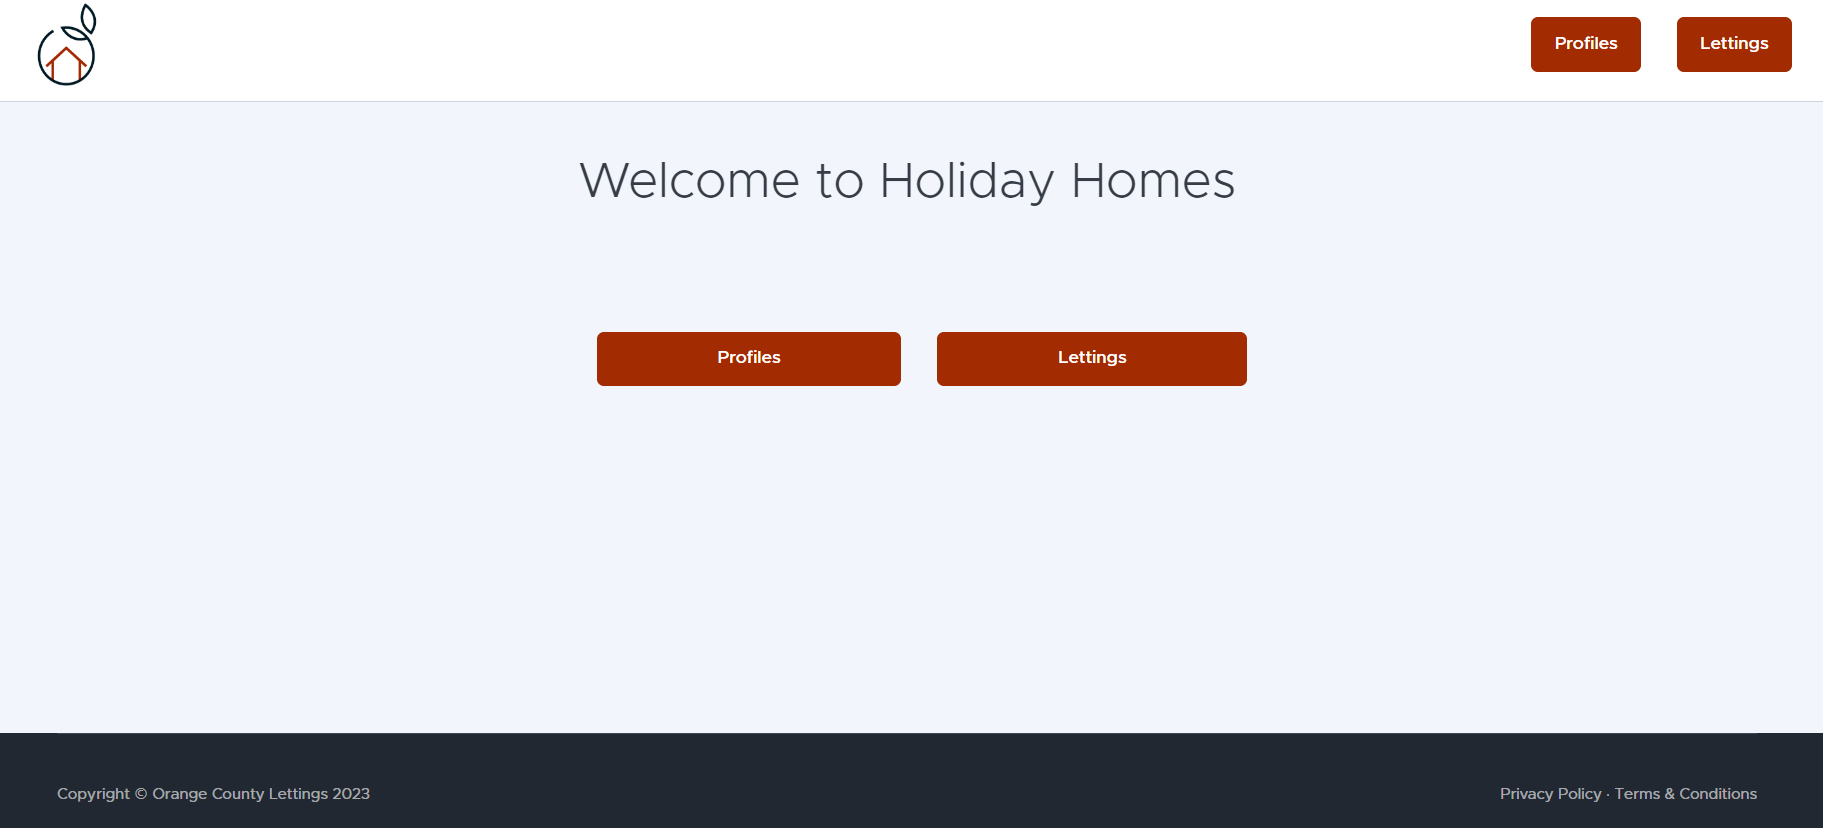 Profiles Lettings
Welcome to Holiday Homes
Profiles Lettings
Copyright © Orange County Lettings 2023 Privacy Policy · Terms & Conditions